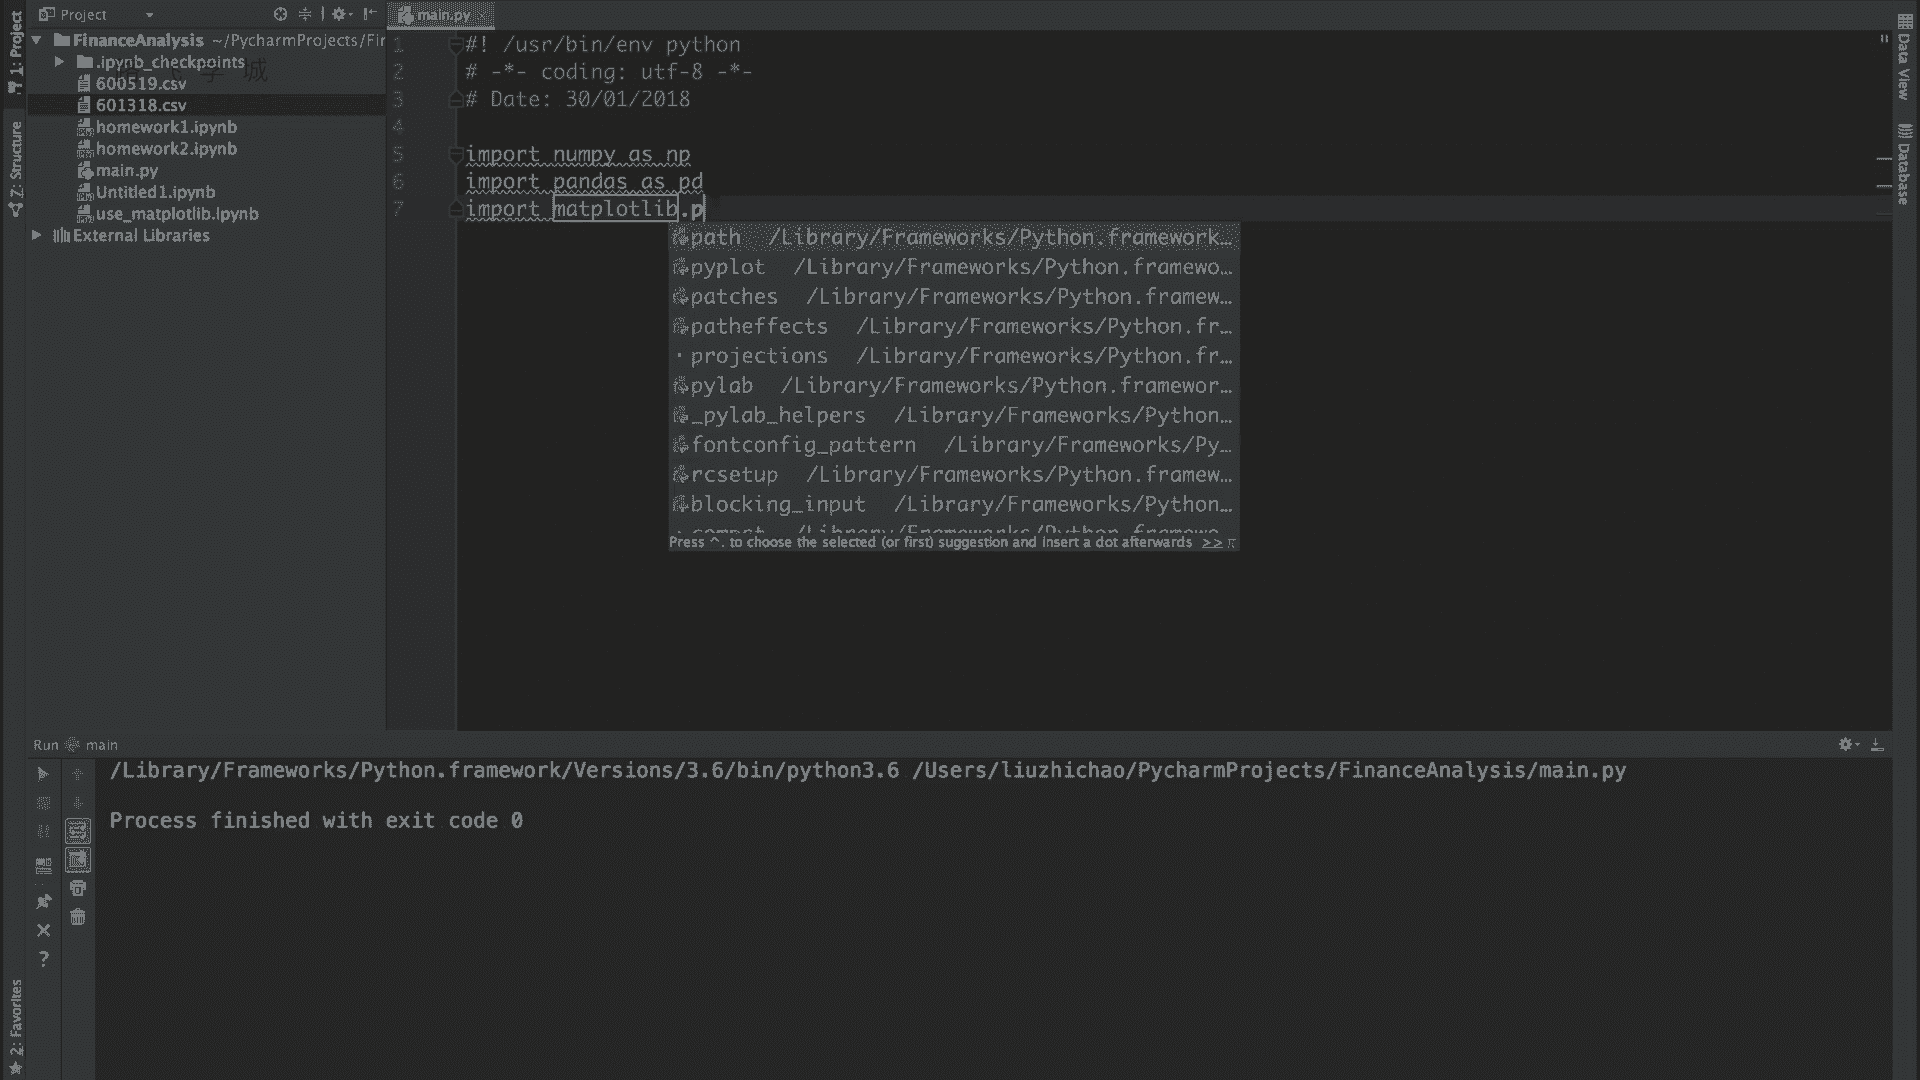 Project
main.py
1: Project
FinanceAnalysis ~/PycharmProjects/Fir
.ipynb_checkpoints
学城
600519.csv
601318.csv
homework1.ipynb
homework2.ipynb
main.py
Untitled1.ipynb
use_matplotlib.ipynb
External Libraries
Z: Structure
1 #! /usr/bin/env python
2 # -*- coding: utf-8 -*-
3 # Date: 30/01/2018
4
5 import numpy as np
6 import pandas as pd
7 import matplotlib.p
path /Library/Frameworks/Python.framework…
pyplot /Library/Frameworks/Python.framewo…
patches /Library/Frameworks/Python.framew…
patheffects /Library/Frameworks/Python.fr…
projections /Library/Frameworks/Python.fr…
pylab /Library/Frameworks/Python.framewor…
_pylab_helpers /Library/Frameworks/Python…
fontconfig_pattern /Library/Frameworks/Py…
rcsetup /Library/Frameworks/Python.framew…
blocking_input /Library/Frameworks/Python…
compat /Library/Frameworks/Python.framewo…
Press ^. to choose the selected (or first) suggestion and insert a dot afterwards >> π
Data View
Database
Run main
/Library/Frameworks/Python.framework/Versions/3.6/bin/python3.6 /Users/liuzhichao/PycharmProjects/FinanceAnalysis/main.py
Process finished with exit code 0
2: Favorites